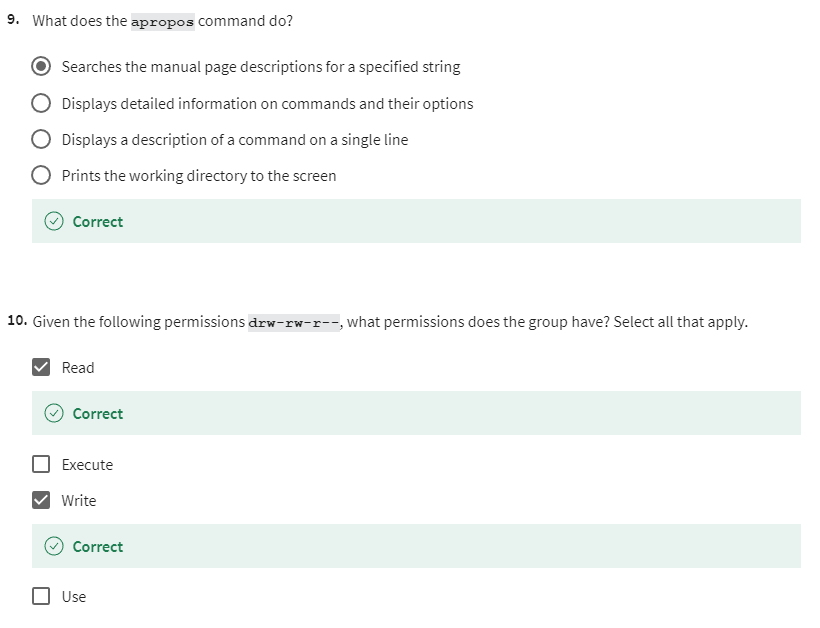 9. What does the apropos command do?
Searches the manual page descriptions for a specified string
Displays detailed information on commands and their options
Displays a description of a command on a single line
Prints the working directory to the screen
Correct
10. Given the following permissions drw-rw-r--, what permissions does the group have? Select all that apply.
Read
Correct
Execute
Write
Correct
Use